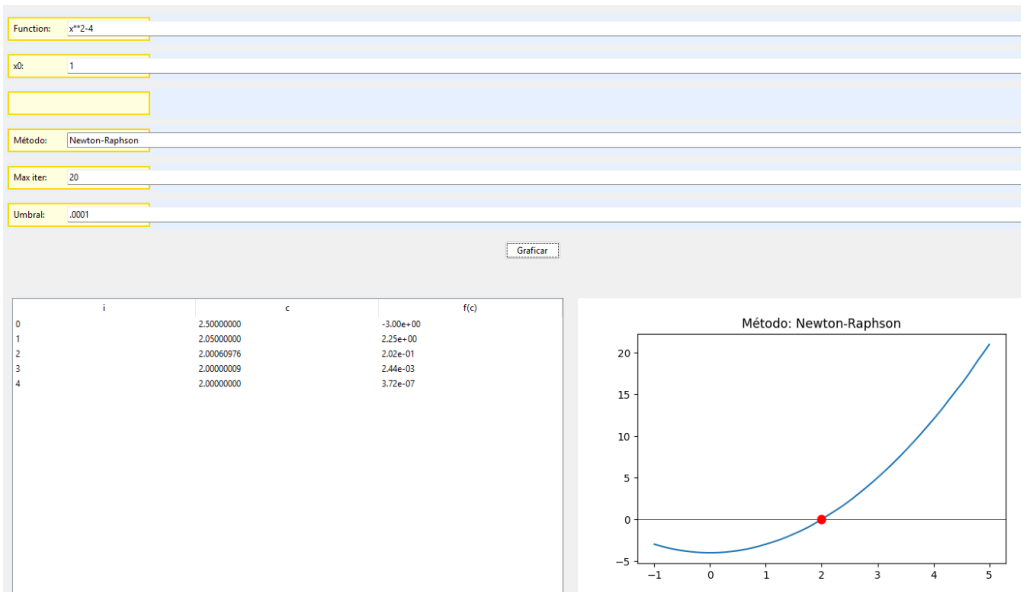 Function: x**2-4
x0: 1
Método: Newton-Raphson
Max iter: 20
Umbral: .0001
Graficar
i c f(c)
0 2.50000000 -3.00e+00
1 2.05000000 2.25e+00
2 2.00060976 2.02e-01
3 2.00000009 2.44e-03
4 2.00000000 3.72e-07
Método: Newton-Raphson
20
15
10
5
0
−5
−1 0 1 2 3 4 5